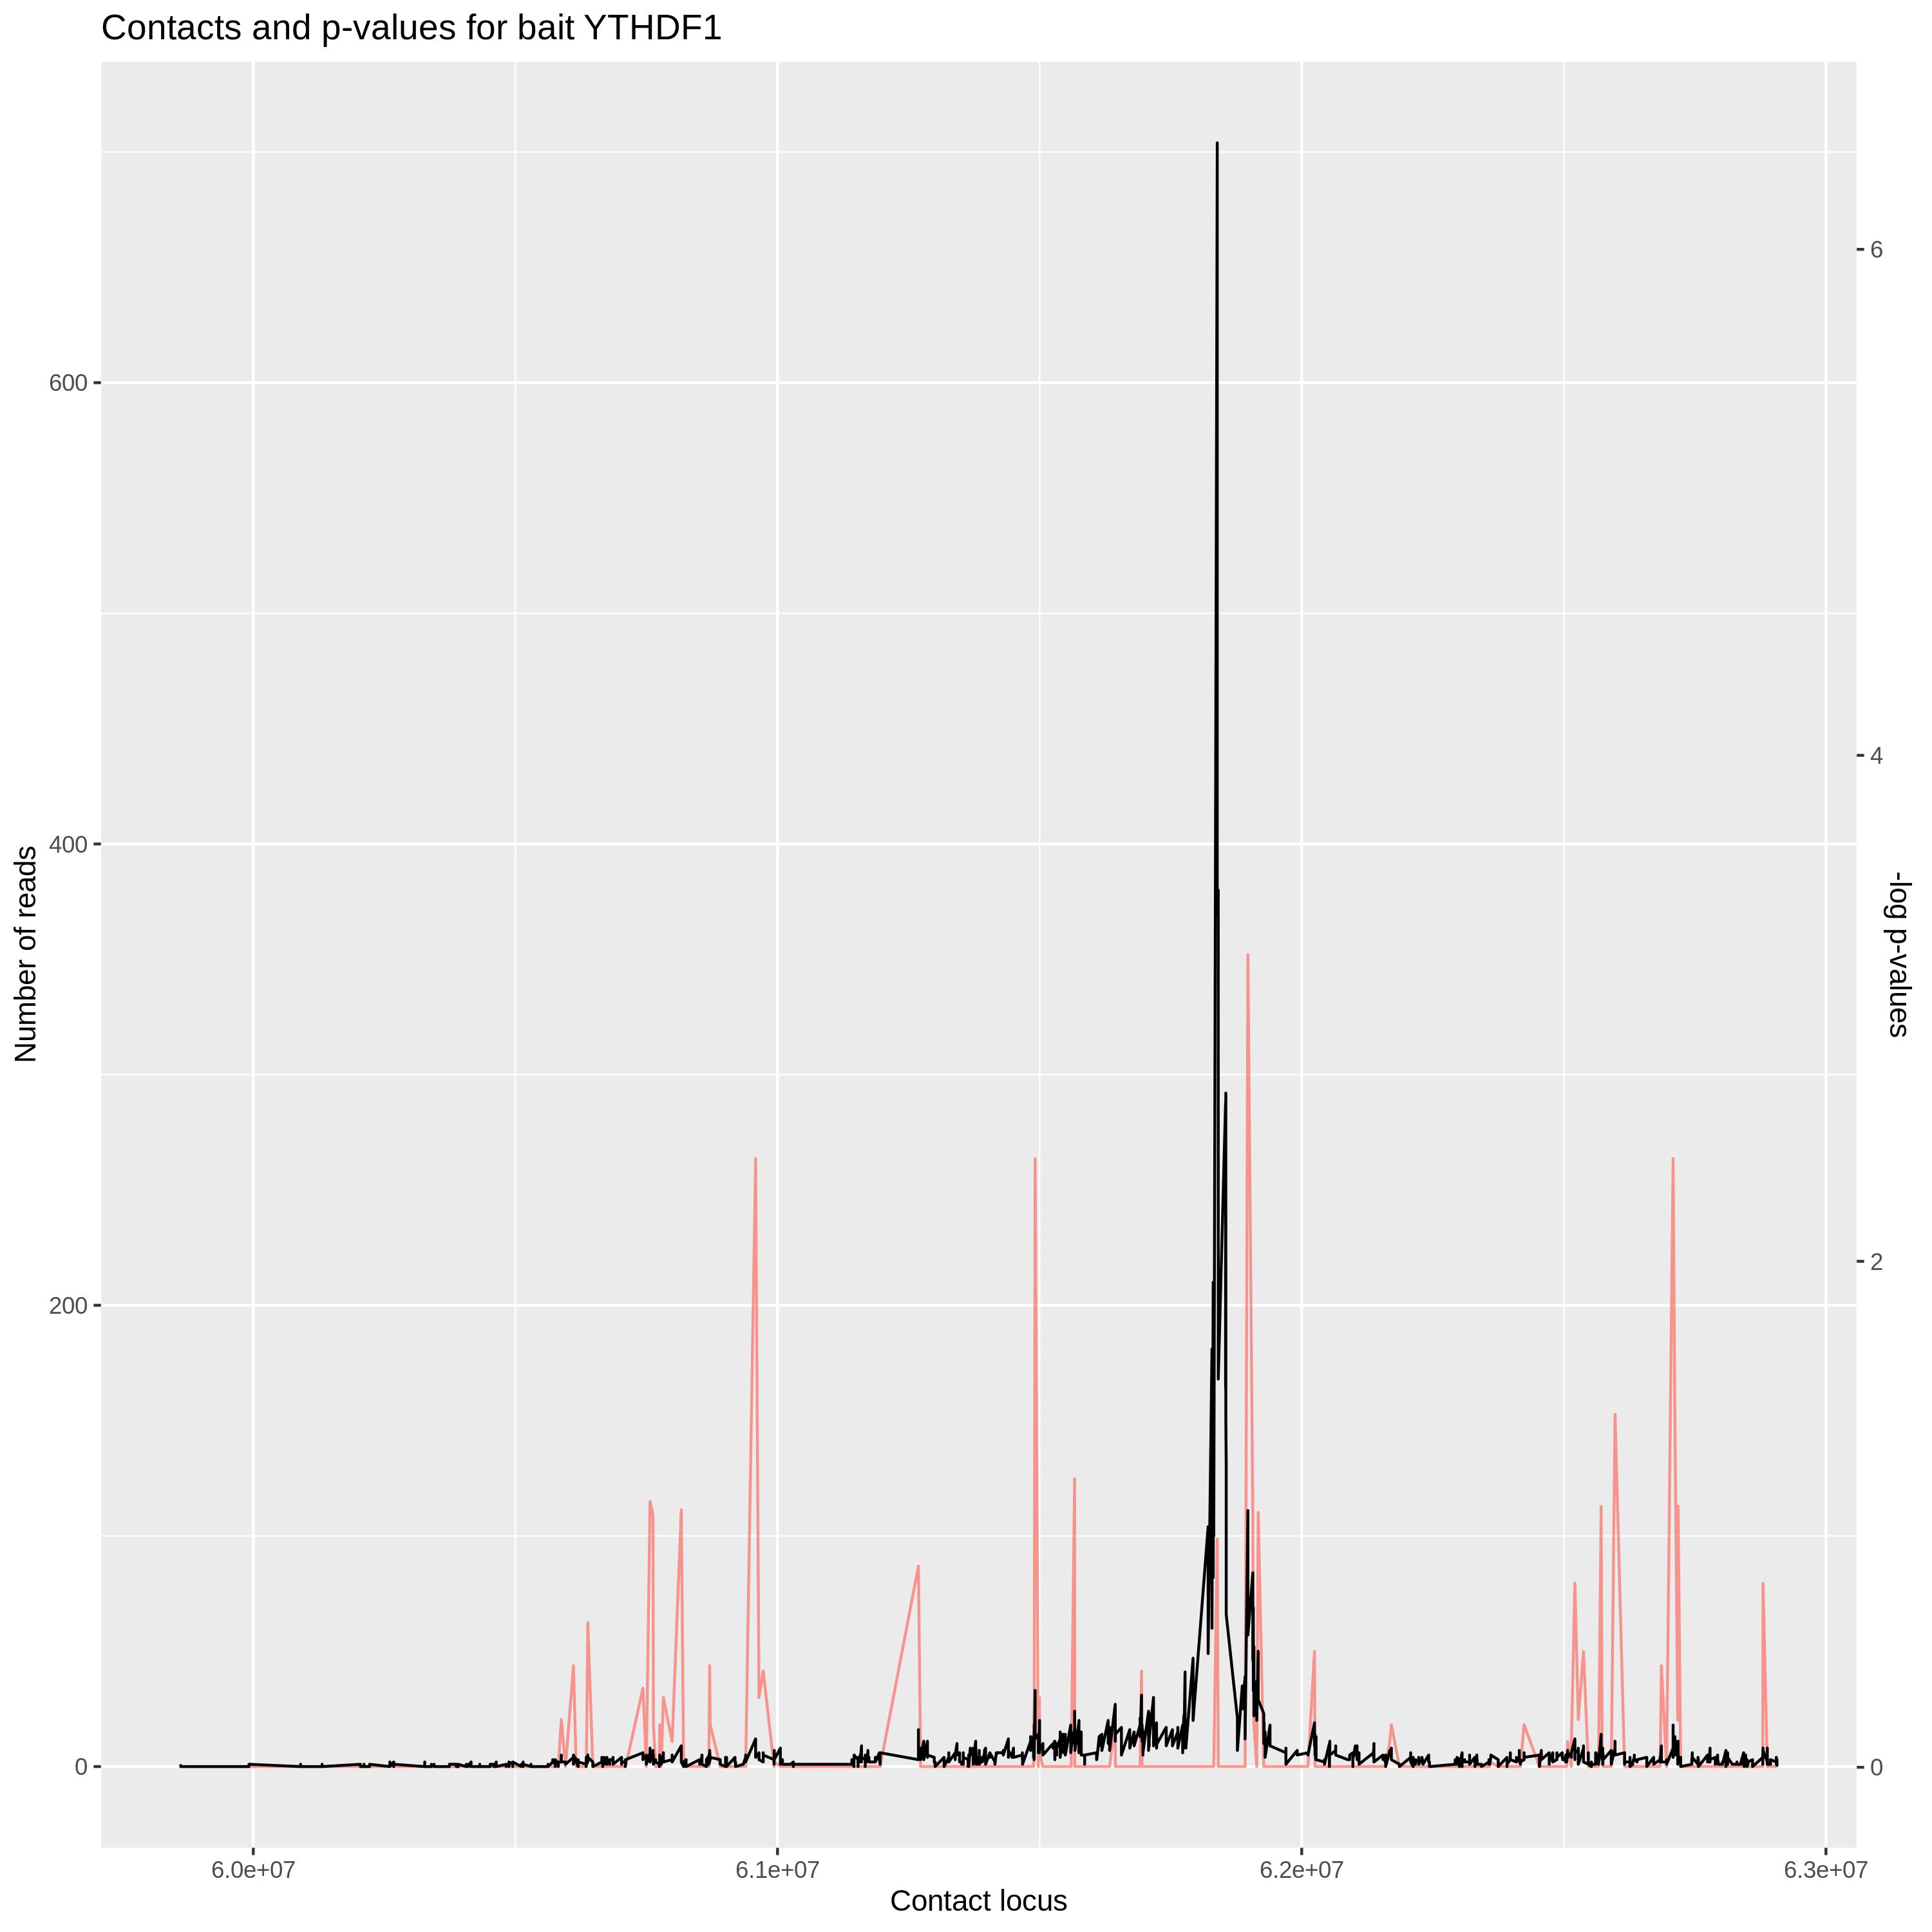 Contacts and p-values for bait YTHDF1
600
400
200
0
6
4
2
0
Number of reads
-log p-values
6.0e+07
6.1e+07
6.2e+07
6.3e+07
Contact locus